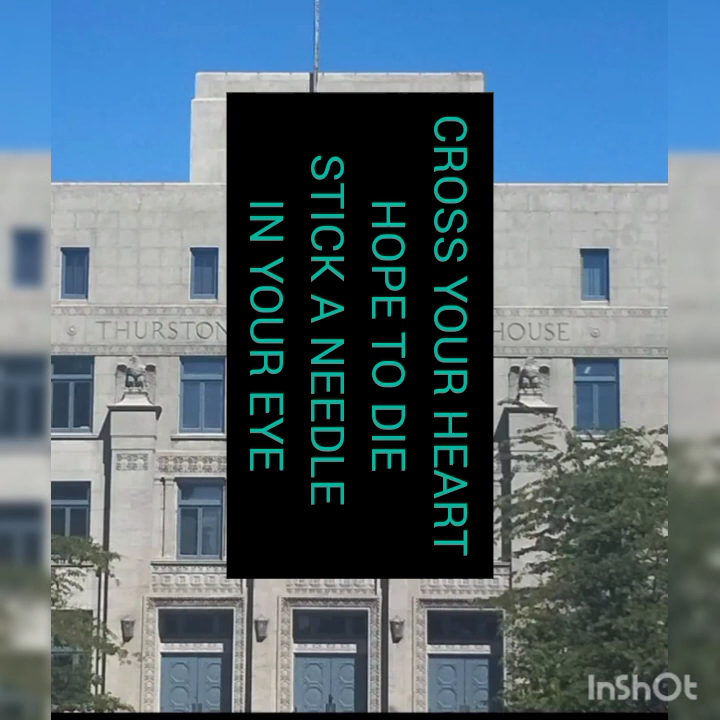 CROSS YOUR HEART
HOPE TO DIE
STICK A NEEDLE
IN YOUR EYE
THURSTON
HOUSE
InShOt